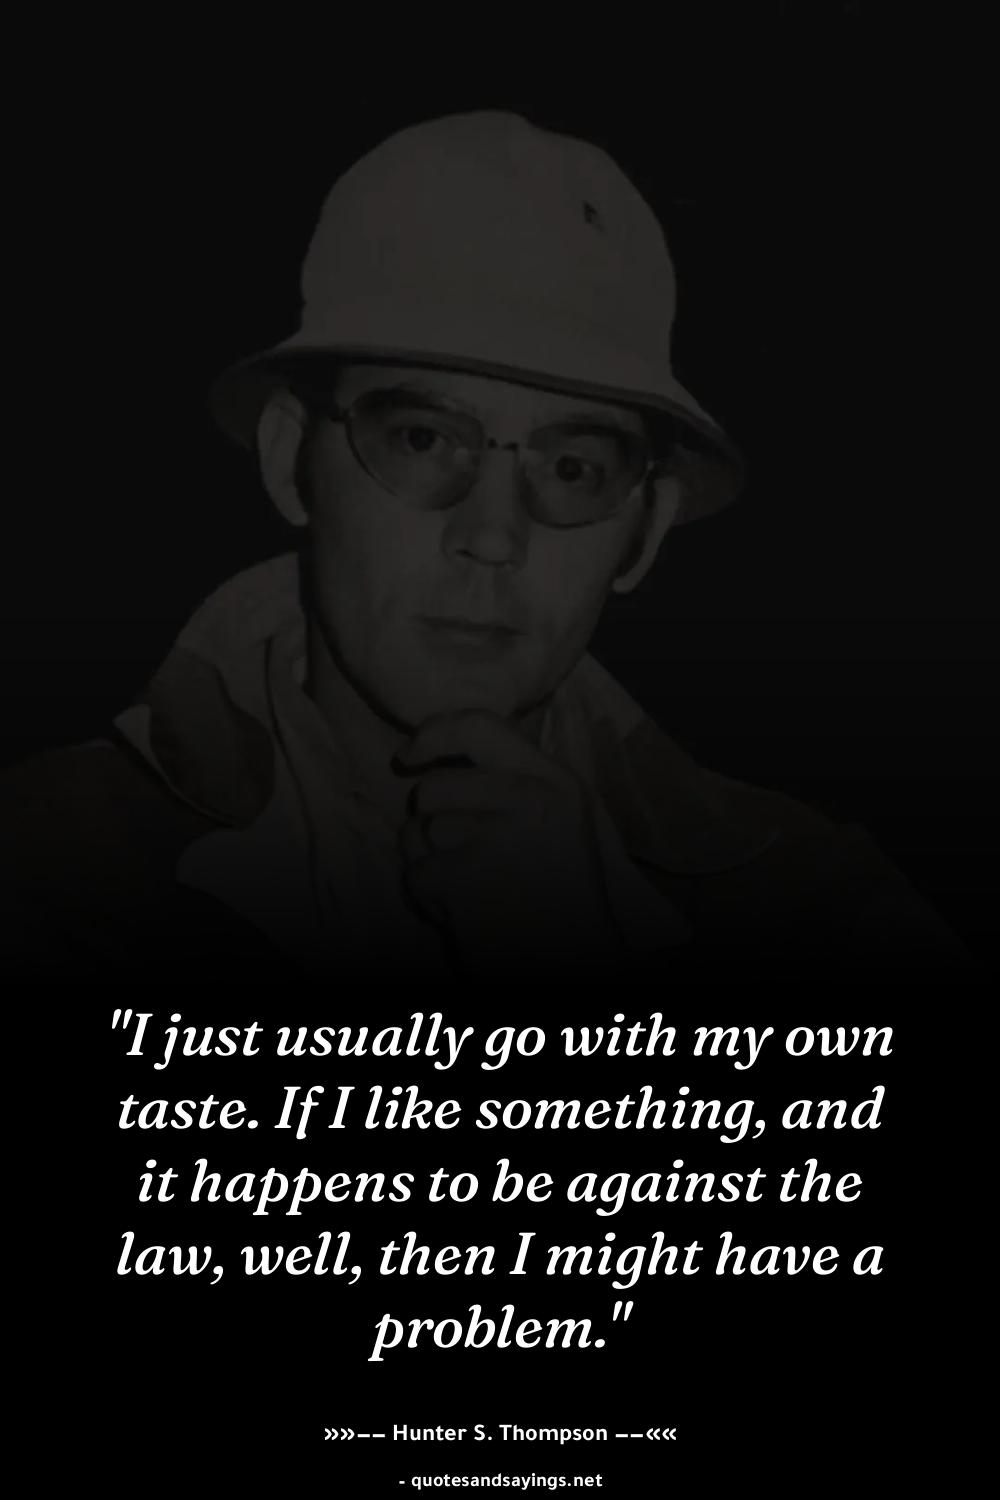 "I just usually go with my own
taste. If I like something, and
it happens to be against the
law, well, then I might have a
problem."
»»–– Hunter S. Thompson ––««
- quotesandsayings.net